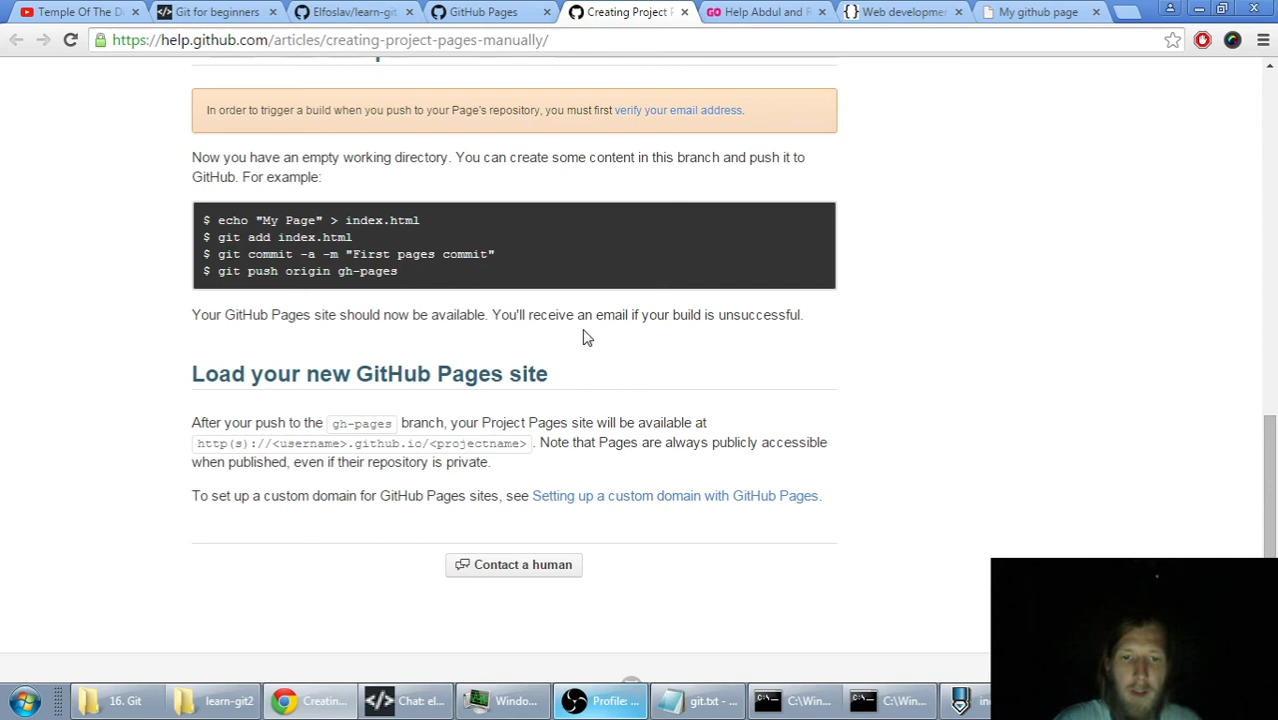 Temple Of The D
Git for beginners
Elfoslav/learn-git
GitHub Pages
Creating Project P
Help Abdul and R
Web developmen
My github page
https://help.github.com/articles/creating-project-pages-manually/
In order to trigger a build when you push to your Page's repository, you must first verify your email address.
Now you have an empty working directory. You can create some content in this branch and push it to
GitHub. For example:
$ echo "My Page" > index.html
$ git add index.html
$ git commit -a -m "First pages commit"
$ git push origin gh-pages
Your GitHub Pages site should now be available. You'll receive an email if your build is unsuccessful.
Load your new GitHub Pages site
After your push to the gh-pages branch, your Project Pages site will be available at
http(s)://<username>.github.io/<projectname> . Note that Pages are always publicly accessible
when published, even if their repository is private.
To set up a custom domain for GitHub Pages sites, see Setting up a custom domain with GitHub Pages.
Contact a human
16. Git
learn-git2
Creatin...
Chat: el...
Windo...
Profile: ...
git.txt - ...
C:\Win...
C:\Win...